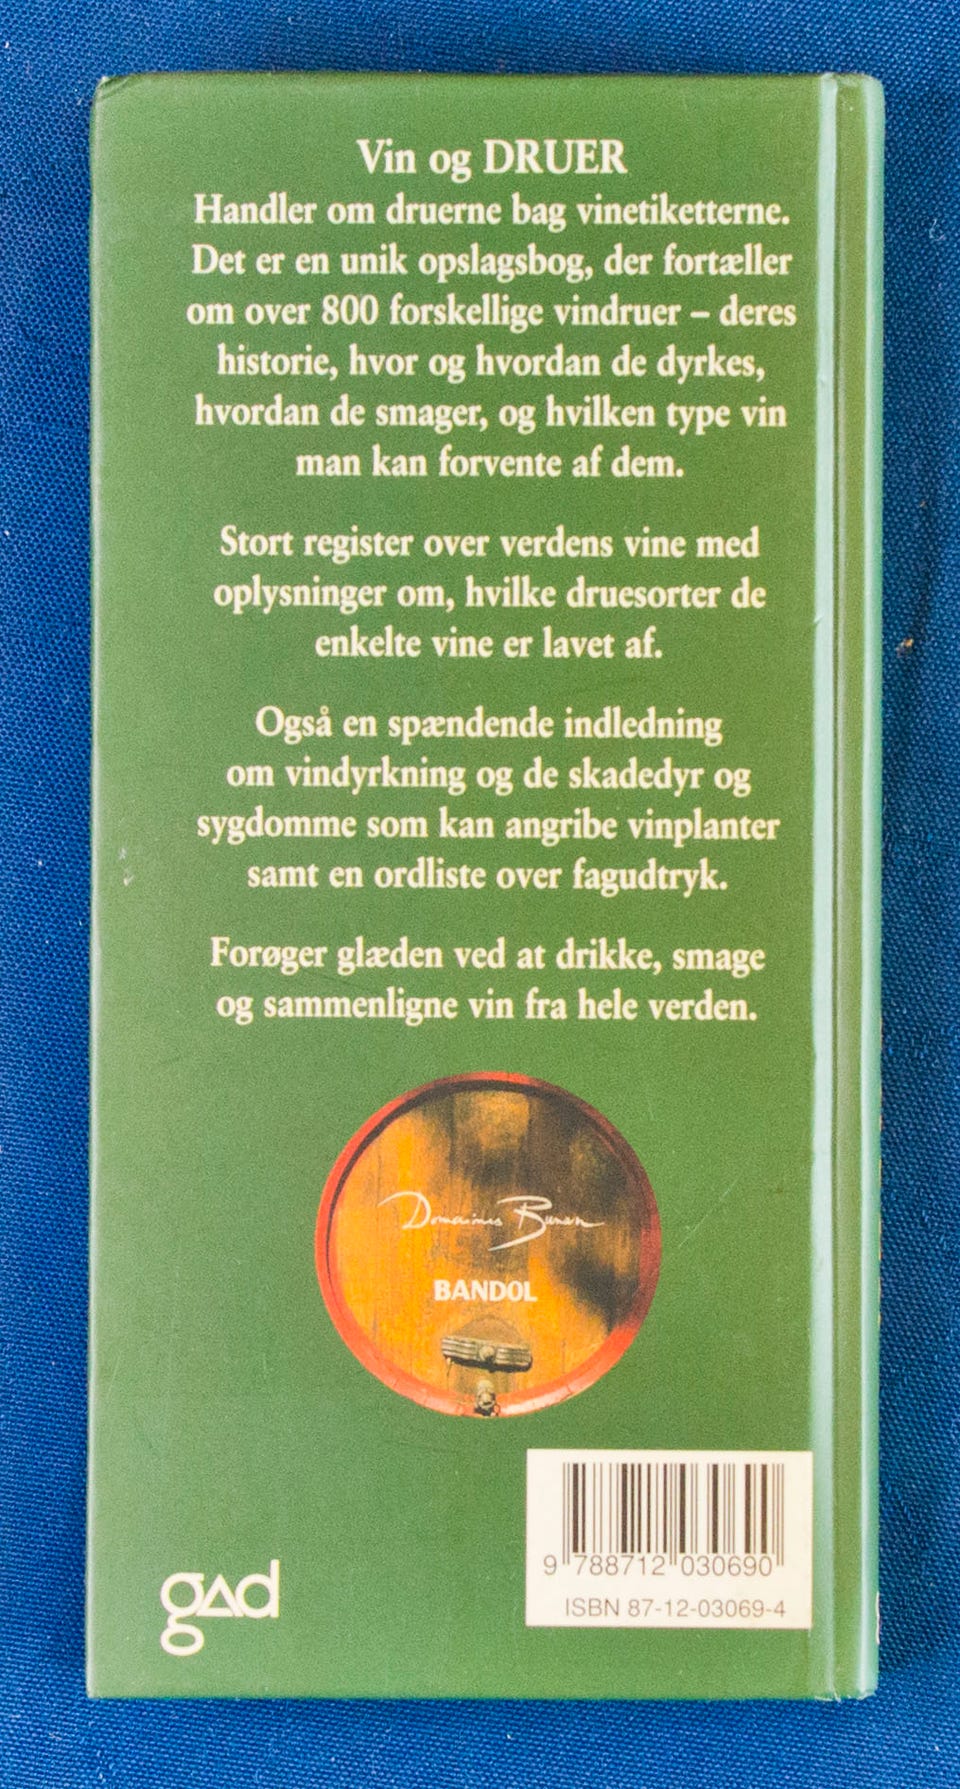 Vin og DRUER
Handler om druerne bag vinetiketterne.
Det er en unik opslagsbog, der fortæller
om over 800 forskellige vindruer – deres
historie, hvor og hvordan de dyrkes,
hvordan de smager, og hvilken type vin
man kan forvente af dem.
Stort register over verdens vine med
oplysninger om, hvilke druesorter de
enkelte vine er lavet af.
Også en spændende indledning
om vindyrkning og de skadedyr og
sygdomme som kan angribe vinplanter
samt en ordliste over fagudtryk.
Forøger glæden ved at drikke, smage
og sammenligne vin fra hele verden.
Domaines Bunan
BANDOL
gad
9 788712 030690
ISBN 87-12-03069-4